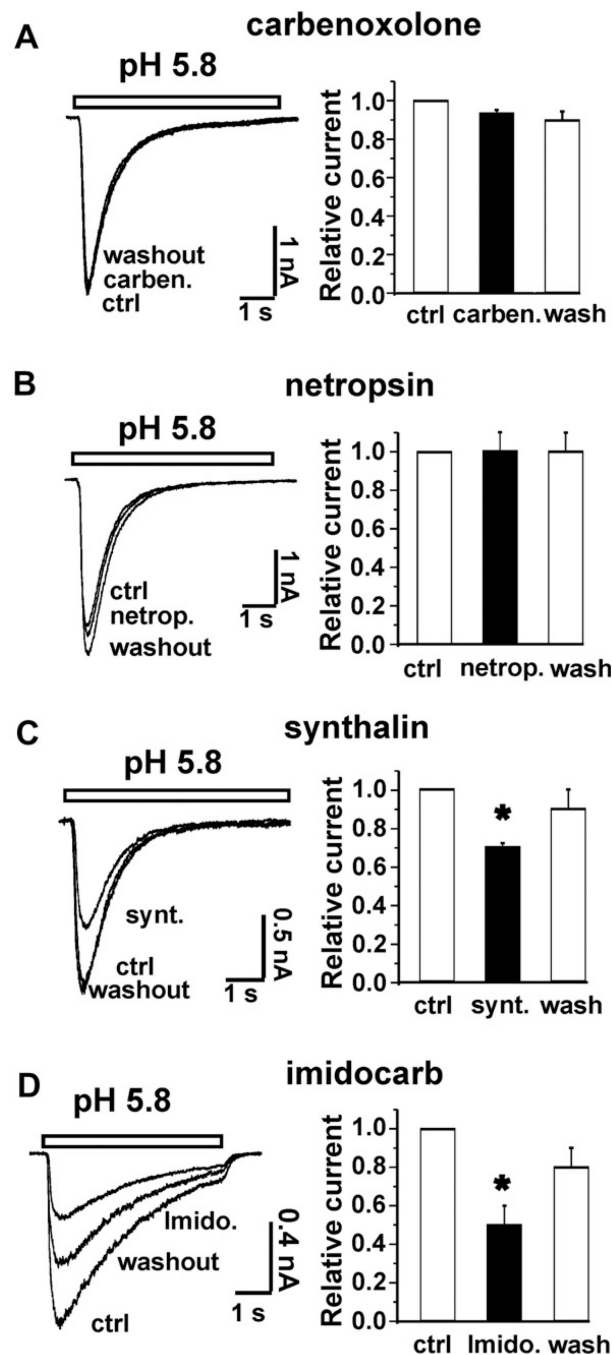 A
carbenoxolone
pH 5.8
washout
carben.
ctrl
1 nA
1 s
Relative current
1.0
0.8
0.6
0.4
0.2
0.0
ctrl carben. wash
B
netropsin
pH 5.8
ctrl
netrop.
washout
1 nA
1 s
Relative current
1.0
0.8
0.6
0.4
0.2
0.0
ctrl netrop. wash
C
synthalin
pH 5.8
synt.
ctrl
washout
0.5 nA
1 s
Relative current
1.0
0.8
0.6
0.4
0.2
0.0
*
ctrl synt. wash
D
imidocarb
pH 5.8
Imido.
washout
ctrl
0.4 nA
1 s
Relative current
1.0
0.8
0.6
0.4
0.2
0.0
*
ctrl Imido. wash